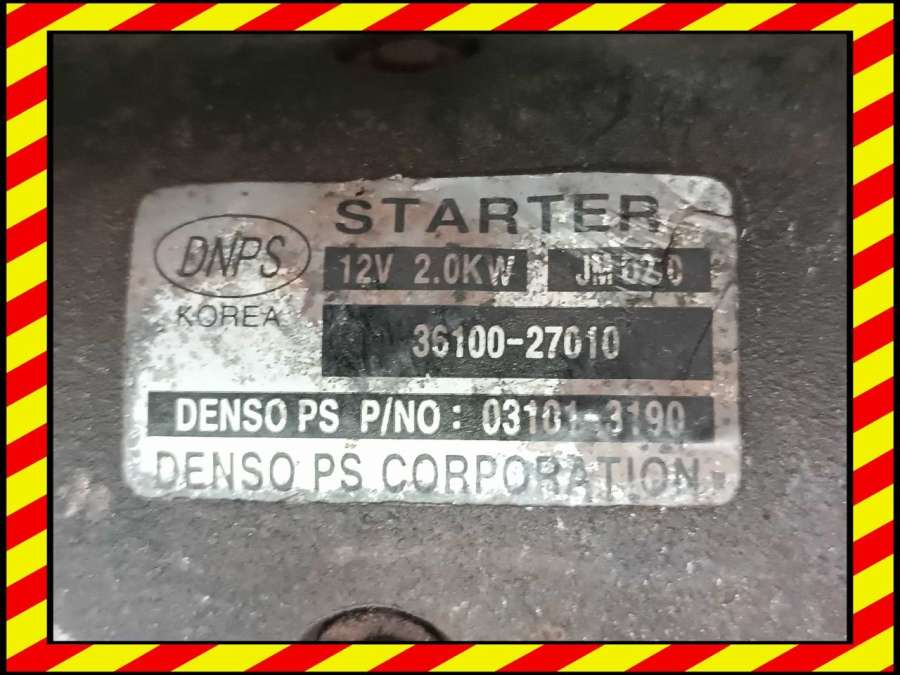 STARTER
DNPS
12V 2.0KW
KOREA
36100-27010
DENSO PS P/NO : 03101-3190
DENSO PS CORPORATION